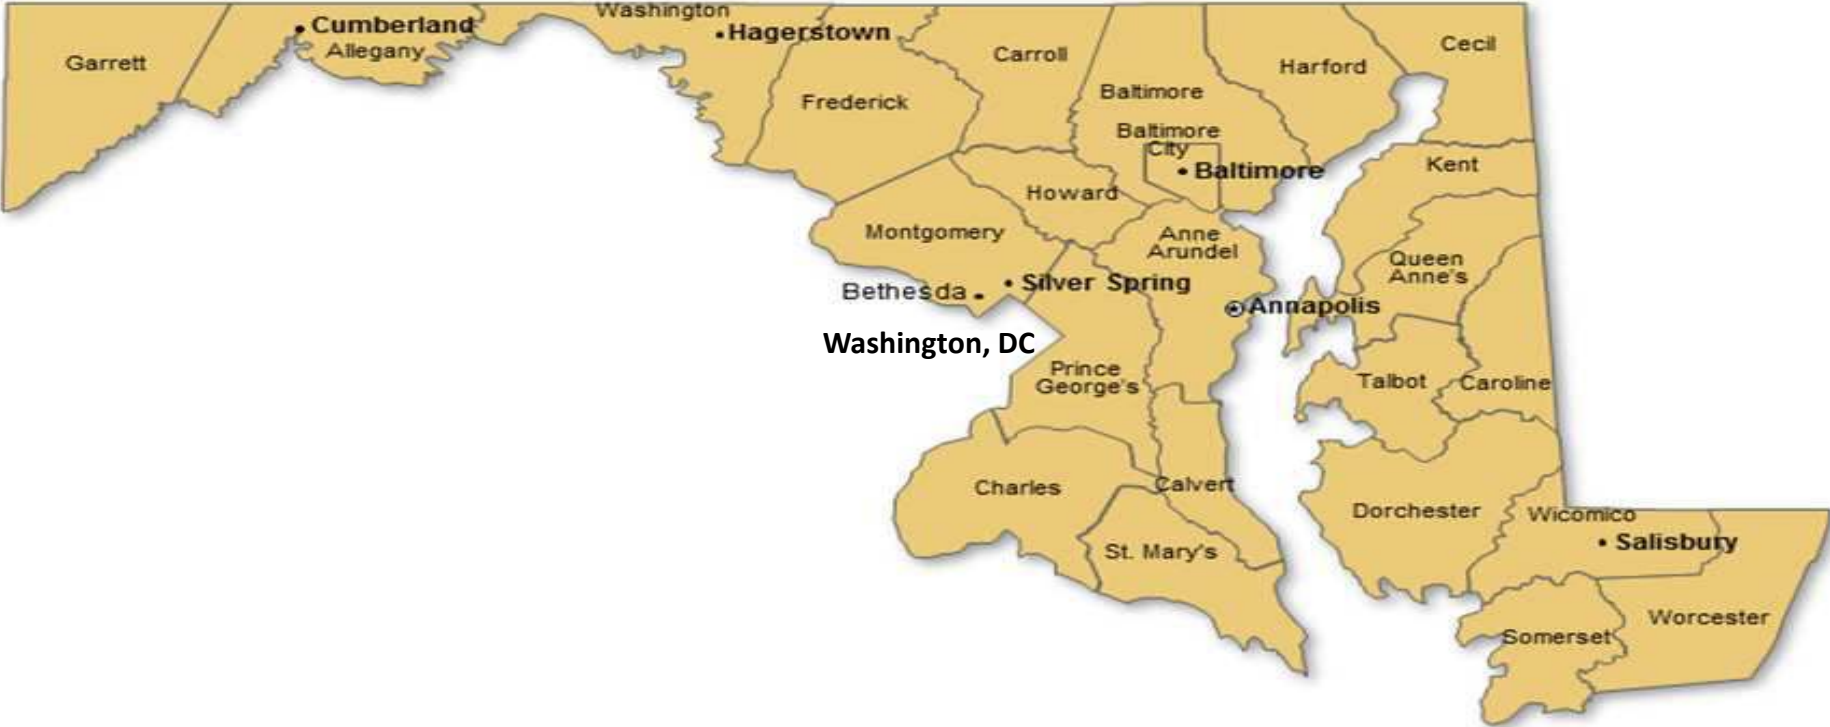 Washington
Cumberland
Hagerstown
Allegany
Garrett
Carroll
Cecil
Harford
Frederick
Baltimore
Baltimore
City
Baltimore
Kent
Howard
Montgomery
Anne
Arundel
Queen
Anne's
Bethesda
Silver Spring
Annapolis
Washington, DC
Prince
George's
Talbot
Caroline
Charles
Calvert
Dorchester
Wicomico
Salisbury
St. Mary's
Worcester
Somerset